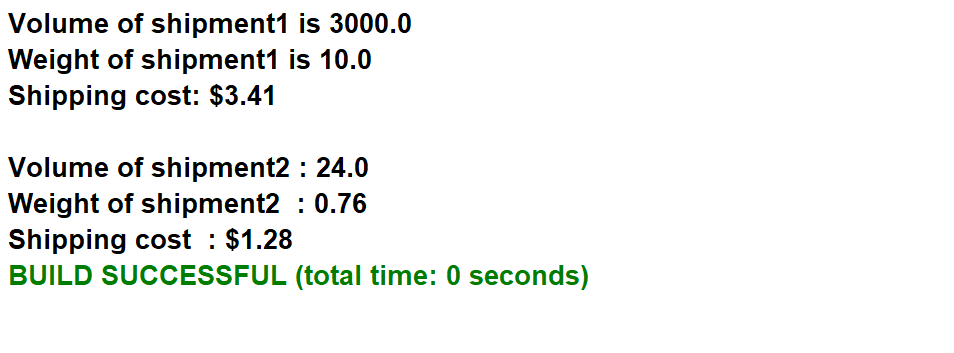 Volume of shipment1 is 3000.0
Weight of shipment1 is 10.0
Shipping cost: $3.41
Volume of shipment2 : 24.0
Weight of shipment2  : 0.76
Shipping cost  : $1.28
BUILD SUCCESSFUL (total time: 0 seconds)